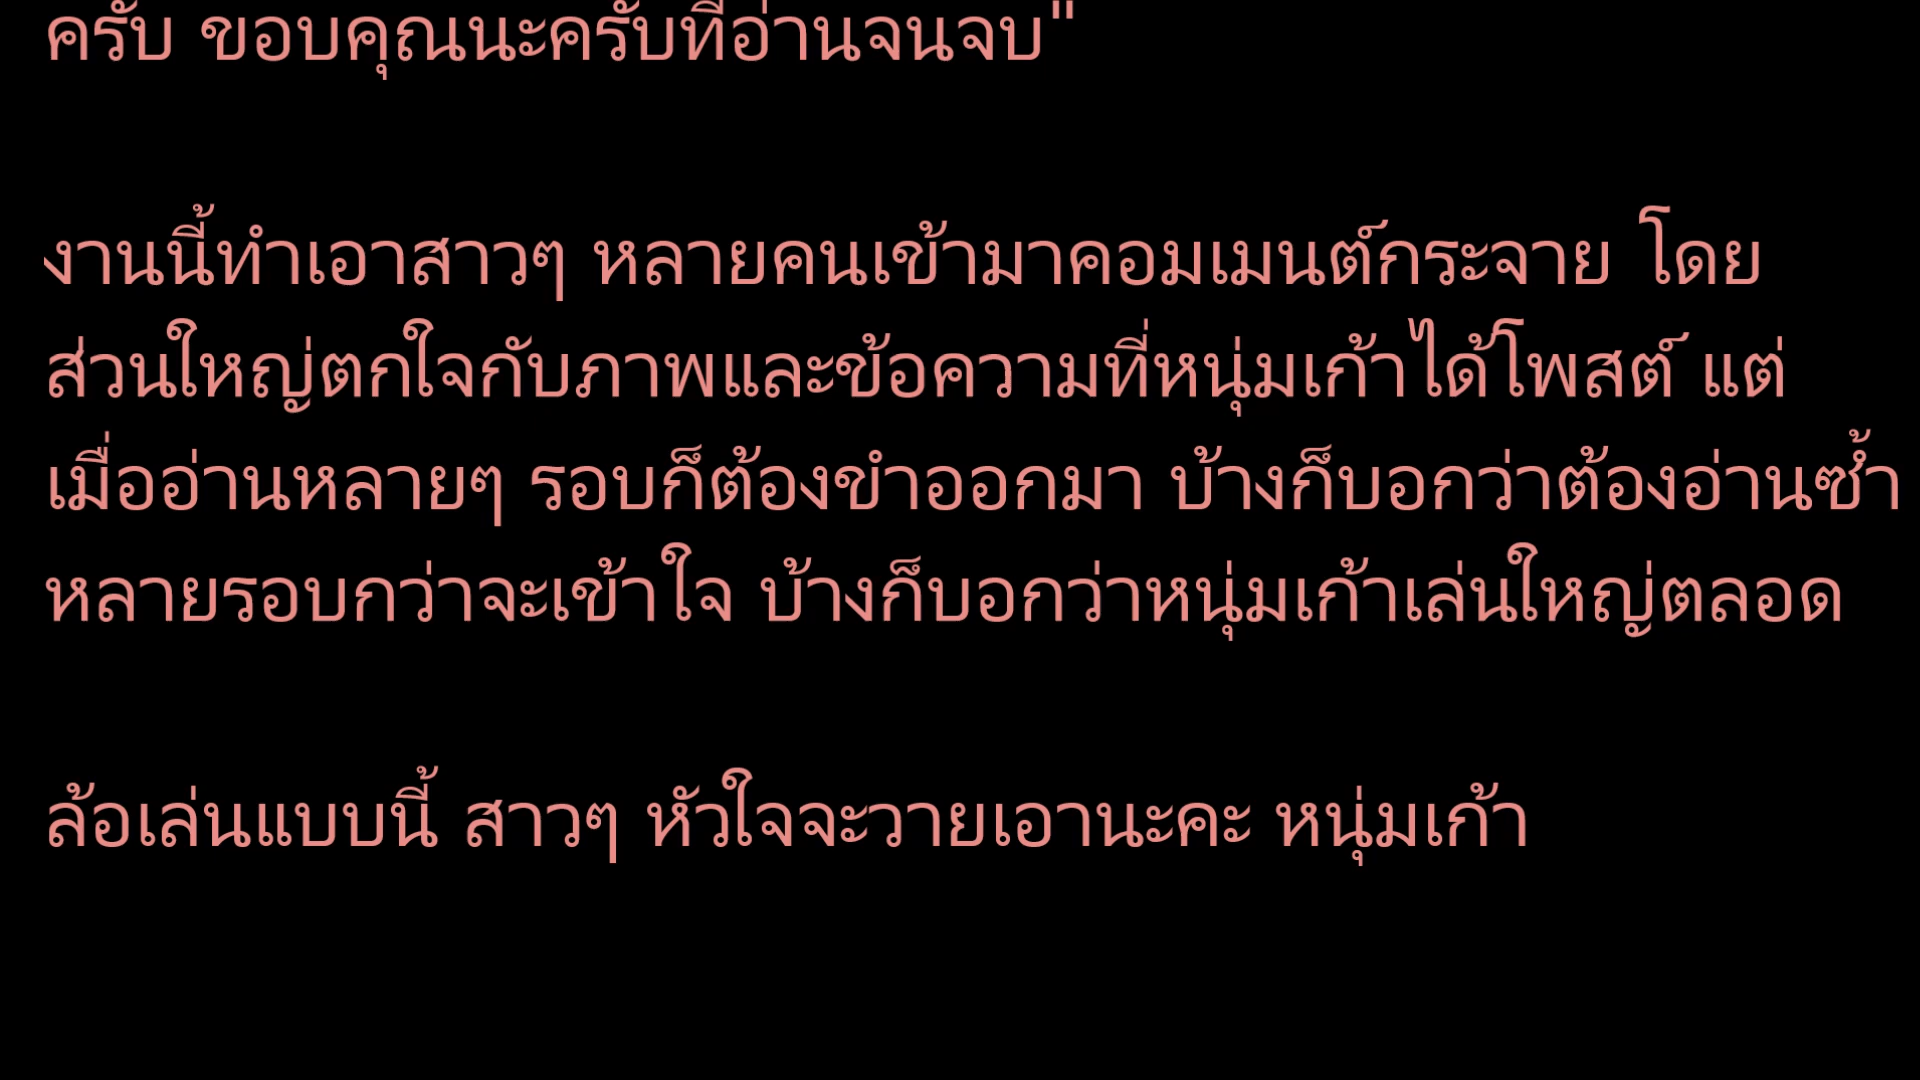 ครับ ขอบคุณนะครับที่อ่านจนจบ"
งานนี้ทำเอาสาวๆ หลายคนเข้ามาคอมเมนต์กระจาย โดย
ส่วนใหญ่ตกใจกับภาพและข้อความที่หนุ่มเก้าได้โพสต์ แต่
เมื่ออ่านหลายๆ รอบก็ต้องขำออกมา บ้างก็บอกว่าต้องอ่านซ้ำ
หลายรอบกว่าจะเข้าใจ บ้างก็บอกว่าหนุ่มเก้าเล่นใหญ่ตลอด
ล้อเล่นแบบนี้ สาวๆ หัวใจจะวายเอานะคะ หนุ่มเก้า